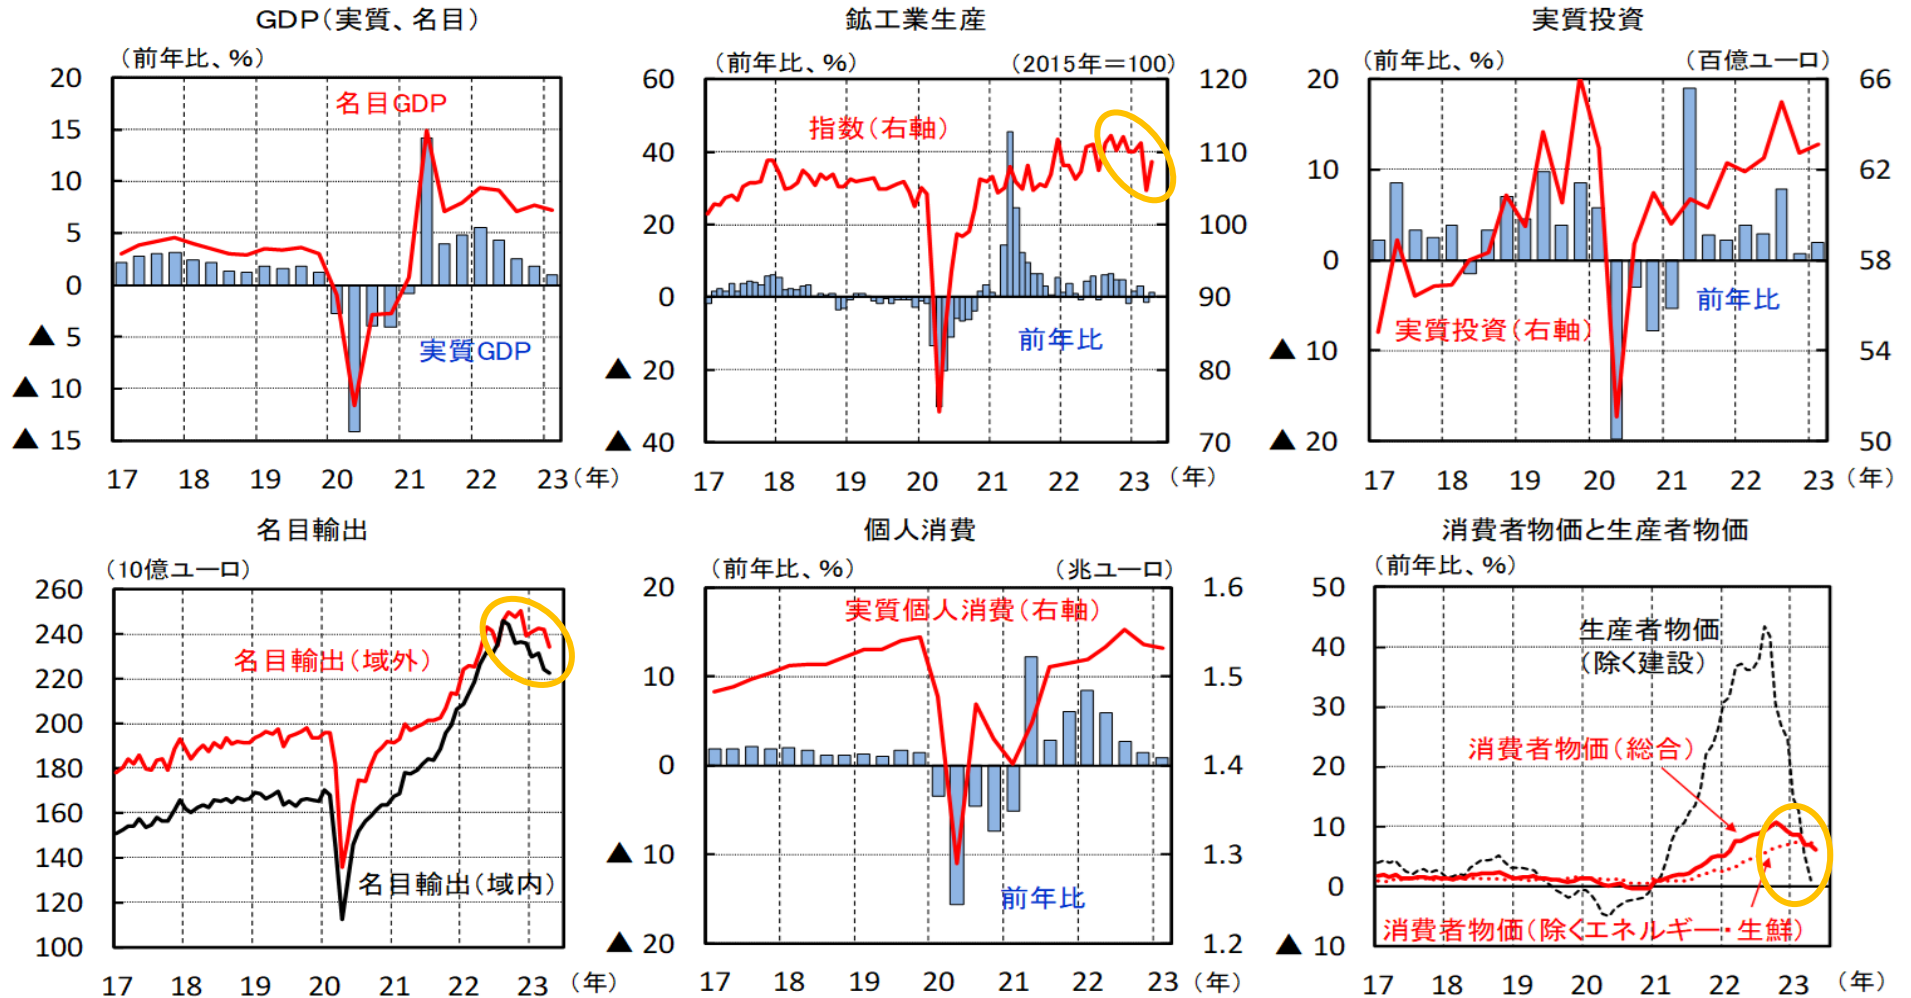 GDP(実質、名目)
(前年比、%)
20
15
10
5
0
▲ 5
▲ 10
▲ 15
名目GDP
実質GDP
17 18 19 20 21 22 23 (年)
鉱工業生産
(前年比、%) (2015年=100)
60
40
20
0
▲ 20
▲ 40
120
110
100
90
80
70
指数(右軸)
前年比
17 18 19 20 21 22 23 (年)
実質投資
(前年比、%) (百億ユーロ)
20
10
0
▲ 10
▲ 20
66
62
58
54
50
前年比
実質投資(右軸)
17 18 19 20 21 22 23 (年)
名目輸出
(10億ユーロ)
260
240
220
200
180
160
140
120
100
名目輸出(域外)
名目輸出(域内)
17 18 19 20 21 22 23 (年)
個人消費
(前年比、%) (兆ユーロ)
20
10
0
▲ 10
▲ 20
1.6
1.5
1.4
1.3
1.2
実質個人消費(右軸)
前年比
17 18 19 20 21 22 23 (年)
消費者物価と生産者物価
(前年比、%)
50
40
30
20
10
0
▲ 10
生産者物価
(除く建設)
消費者物価(総合)
消費者物価(除くエネルギー・生鮮)
17 18 19 20 21 22 23 (年)